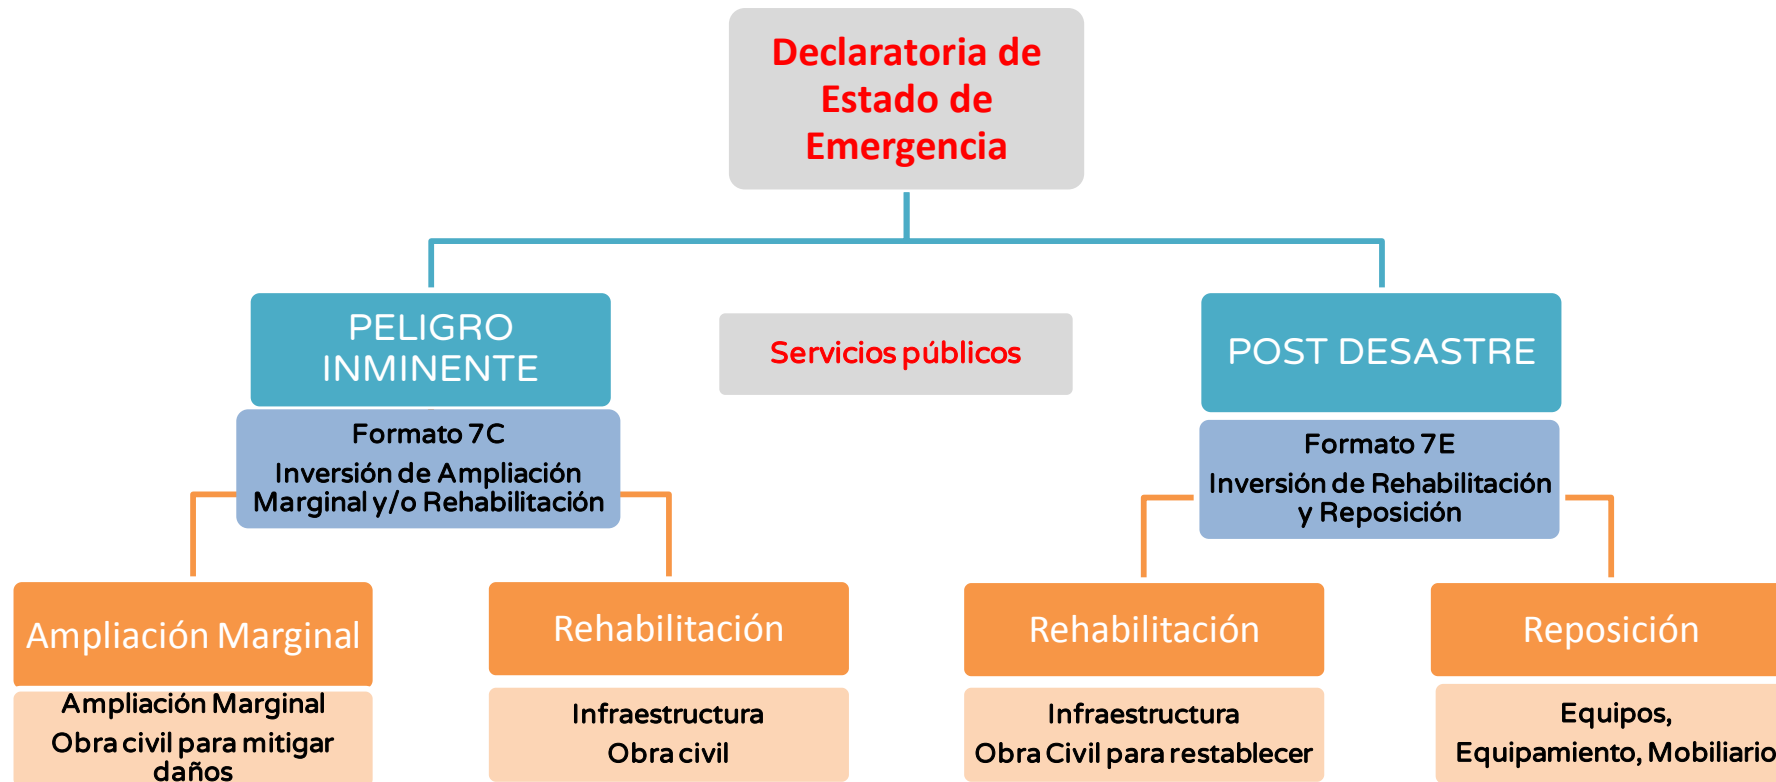 Declaratoria de
Estado de
Emergencia
PELIGRO
INMINENTE
Servicios públicos
POST DESASTRE
Formato 7C
Inversión de Ampliación
Marginal y/o Rehabilitación
Formato 7E
Inversión de Rehabilitación
y Reposición
Ampliación Marginal
Rehabilitación
Rehabilitación
Reposición
Ampliación Marginal
Obra civil para mitigar
daños
Infraestructura
Obra civil
Infraestructura
Obra Civil para restablecer
Equipos,
Equipamiento, Mobiliario